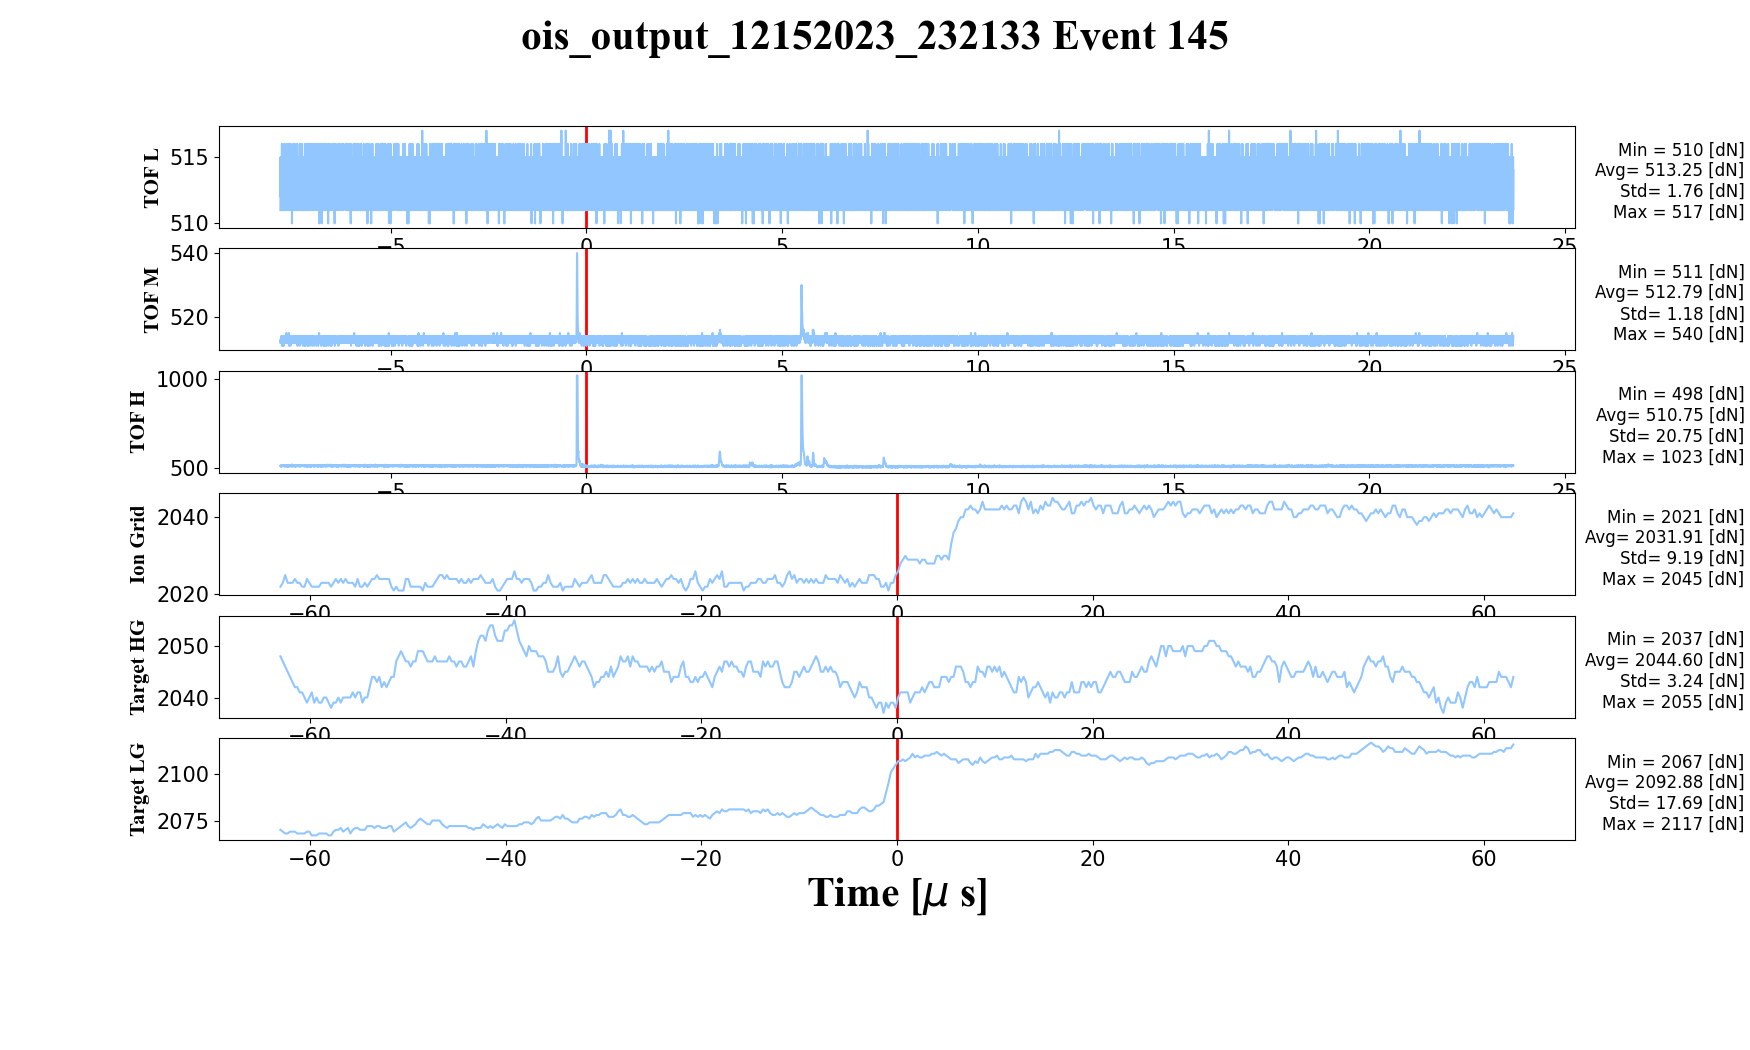 ois_output_12152023_232133 Event 145
TOF L
515
510
−5
0
5
10
15
20
25
Min = 510 [dN]
Avg= 513.25 [dN]
Std= 1.76 [dN]
Max = 517 [dN]
TOF M
540
520
−5
0
5
10
15
20
25
Min = 511 [dN]
Avg= 512.79 [dN]
Std= 1.18 [dN]
Max = 540 [dN]
TOF H
1000
500
−5
0
5
10
15
20
25
Min = 498 [dN]
Avg= 510.75 [dN]
Std= 20.75 [dN]
Max = 1023 [dN]
Ion Grid
2040
2020
−60
−40
−20
0
20
40
60
Min = 2021 [dN]
Avg= 2031.91 [dN]
Std= 9.19 [dN]
Max = 2045 [dN]
Target HG
2050
2040
−60
−40
−20
0
20
40
60
Min = 2037 [dN]
Avg= 2044.60 [dN]
Std= 3.24 [dN]
Max = 2055 [dN]
Target LG
2100
2075
−60
−40
−20
0
20
40
60
Min = 2067 [dN]
Avg= 2092.88 [dN]
Std= 17.69 [dN]
Max = 2117 [dN]
Time [μ s]